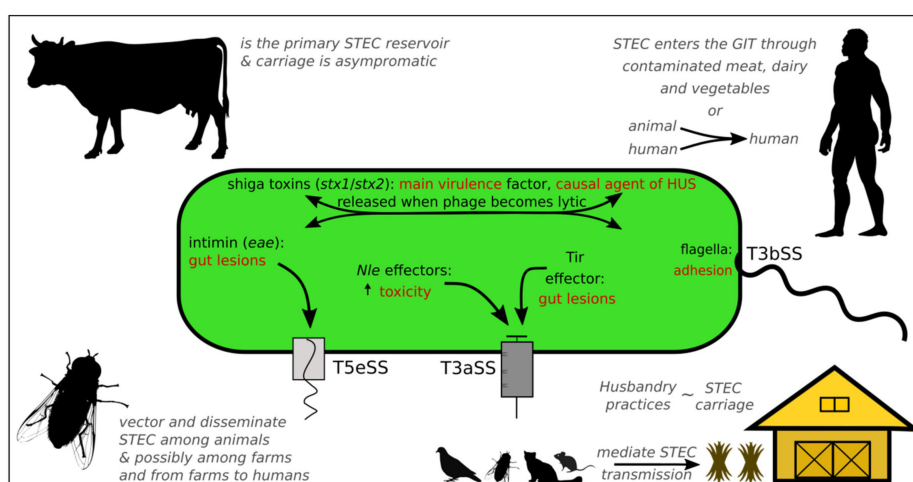 is the primary STEC reservoir
& carriage is asympromatic
STEC enters the GIT through
contaminated meat, dairy
and vegetables
or
animal
human
human
shiga toxins (stx1/stx2): main virulence factor, causal agent of HUS
released when phage becomes lytic
intimin (eae):
gut lesions
Nle effectors:
↑ toxicity
Tir
effector:
gut lesions
flagella:
adhesion
T3bSS
T5eSS
T3aSS
vector and disseminate
STEC among animals
& possibly among farms
and from farms to humans
Husbandry
practices
~
STEC
carriage
mediate STEC
transmission